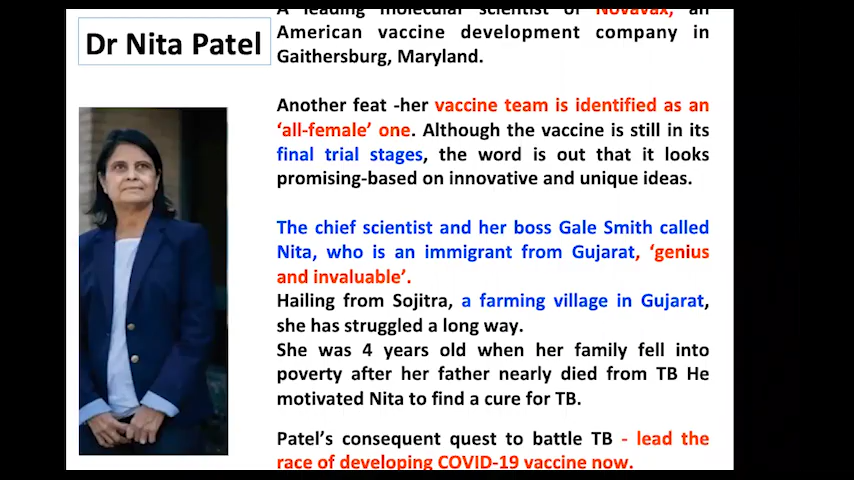 Dr Nita Patel
A leading molecular scientist of Novavax, an
American vaccine development company in
Gaithersburg, Maryland.
Another feat -her vaccine team is identified as an
‘all-female’ one. Although the vaccine is still in its
final trial stages, the word is out that it looks
promising-based on innovative and unique ideas.
The chief scientist and her boss Gale Smith called
Nita, who is an immigrant from Gujarat, ‘genius
and invaluable’.
Hailing from Sojitra, a farming village in Gujarat,
she has struggled a long way.
She was 4 years old when her family fell into
poverty after her father nearly died from TB He
motivated Nita to find a cure for TB.
Patel’s consequent quest to battle TB - lead the
race of developing COVID-19 vaccine now.